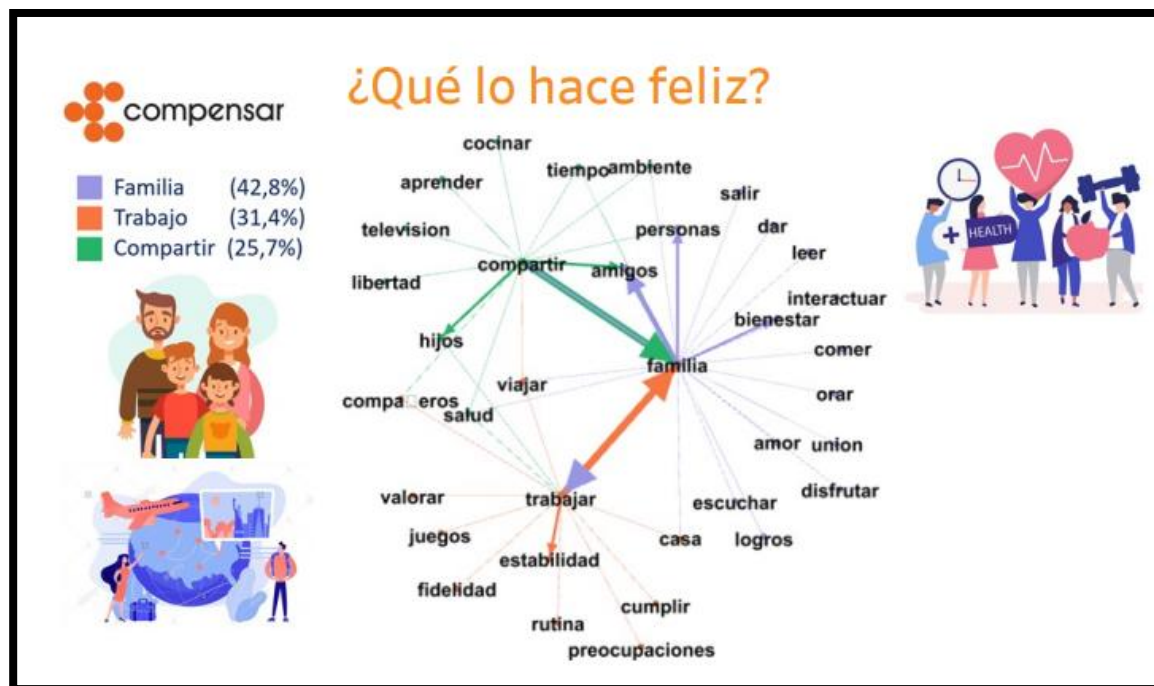 ¿Qué lo hace feliz?
compensar
Familia (42,8%)
Trabajo (31,4%)
Compartir (25,7%)
cocinar
tiempo
ambiente
aprender
salir
television
personas
dar
compartir
amigos
leer
libertad
interactuar
bienestar
hijos
familia
comer
viajar
orar
compa□eros
salud
amor
union
disfrutar
valorar
trabajar
escuchar
juegos
casa
logros
estabilidad
fidelidad
cumplir
rutina
preocupaciones
HEALTH